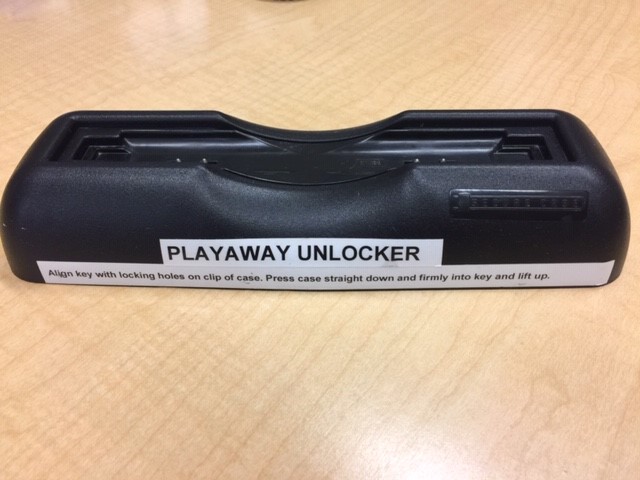 PLAYAWAY UNLOCKER
Align key with locking holes on clip of case. Press case straight down and firmly into key and lift up.